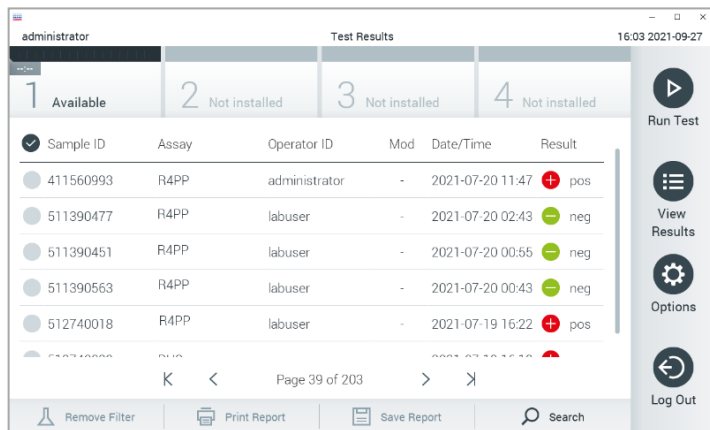 administrator Test Results 16:03 2021-09-27
--:--
1 Available 2 Not installed 3 Not installed 4 Not installed
Sample ID Assay Operator ID Mod Date/Time Result
411560993 R4PP administrator - 2021-07-20 11:47 pos
511390477 R4PP labuser - 2021-07-20 02:43 neg
511390451 R4PP labuser - 2021-07-20 00:55 neg
511390563 R4PP labuser - 2021-07-20 00:43 neg
512740018 R4PP labuser - 2021-07-19 16:22 pos
Page 39 of 203
Remove Filter Print Report Save Report Search
Run Test
View
Results
Options
Log Out